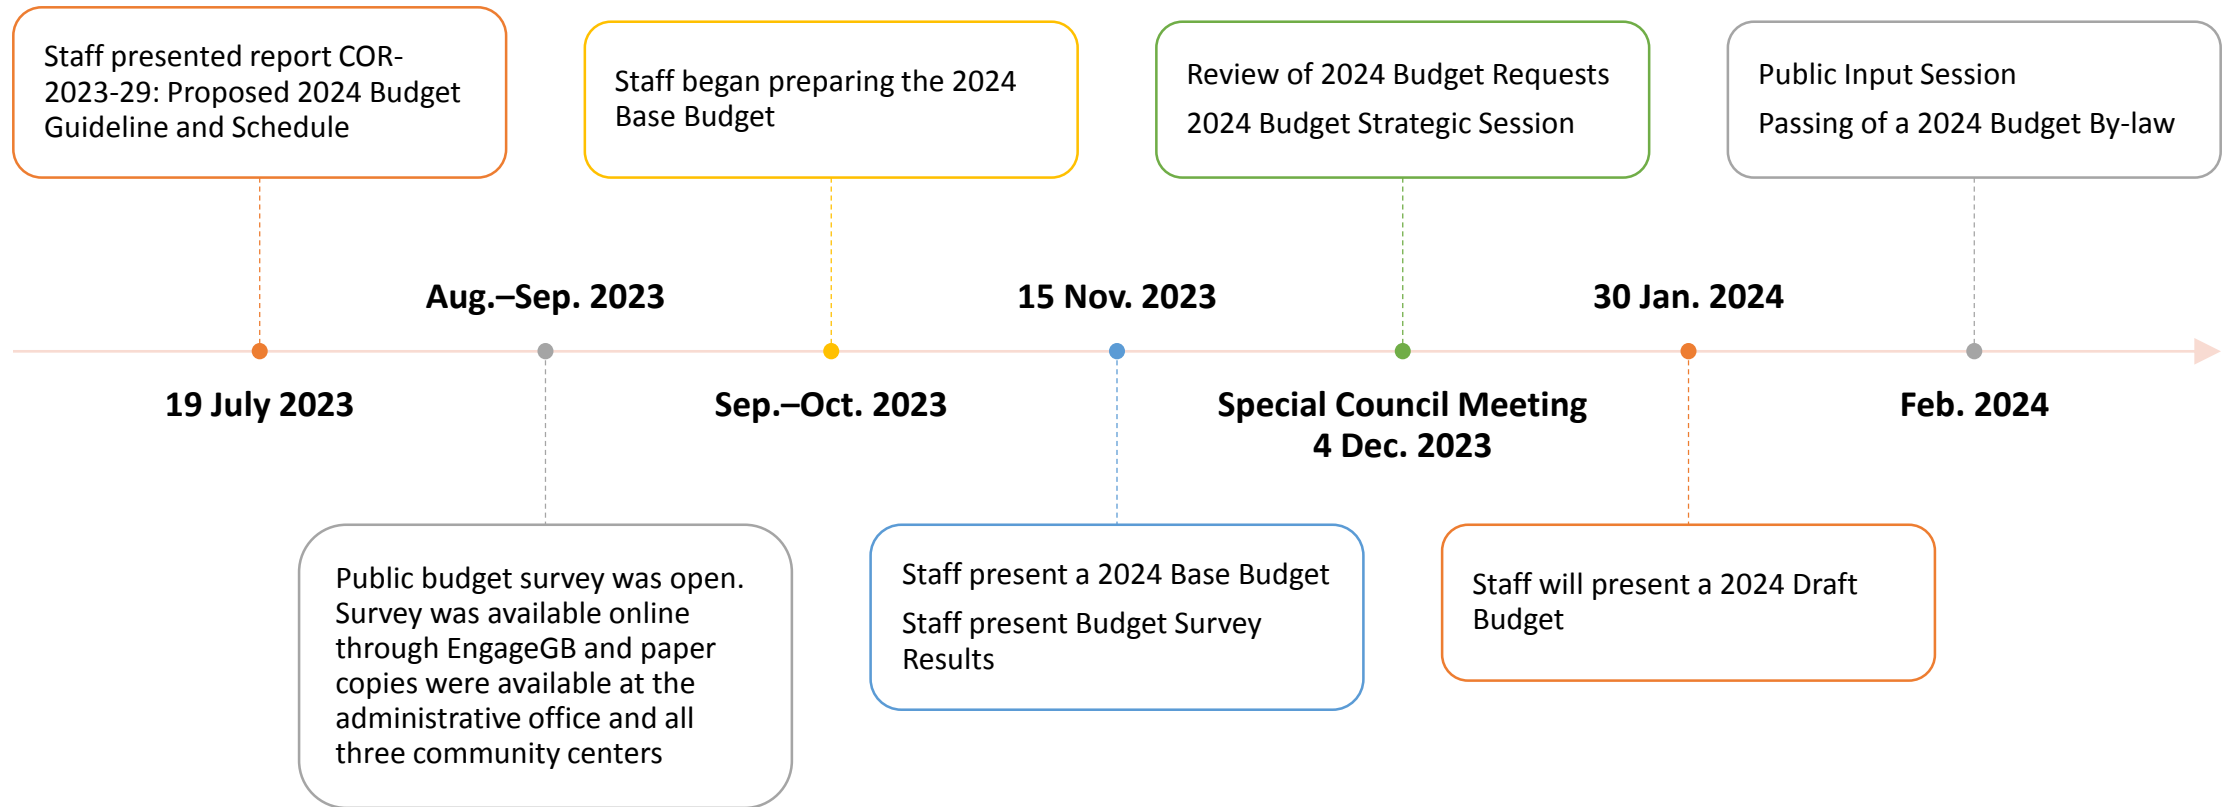 Staff presented report COR-
2023-29: Proposed 2024 Budget
Guideline and Schedule
Staff began preparing the 2024
Base Budget
Review of 2024 Budget Requests
2024 Budget Strategic Session
Public Input Session
Passing of a 2024 Budget By-law
Aug.–Sep. 2023
15 Nov. 2023
30 Jan. 2024
19 July 2023
Sep.–Oct. 2023
Special Council Meeting
4 Dec. 2023
Feb. 2024
Public budget survey was open.
Survey was available online
through EngageGB and paper
copies were available at the
administrative office and all
three community centers
Staff present a 2024 Base Budget
Staff present Budget Survey
Results
Staff will present a 2024 Draft
Budget